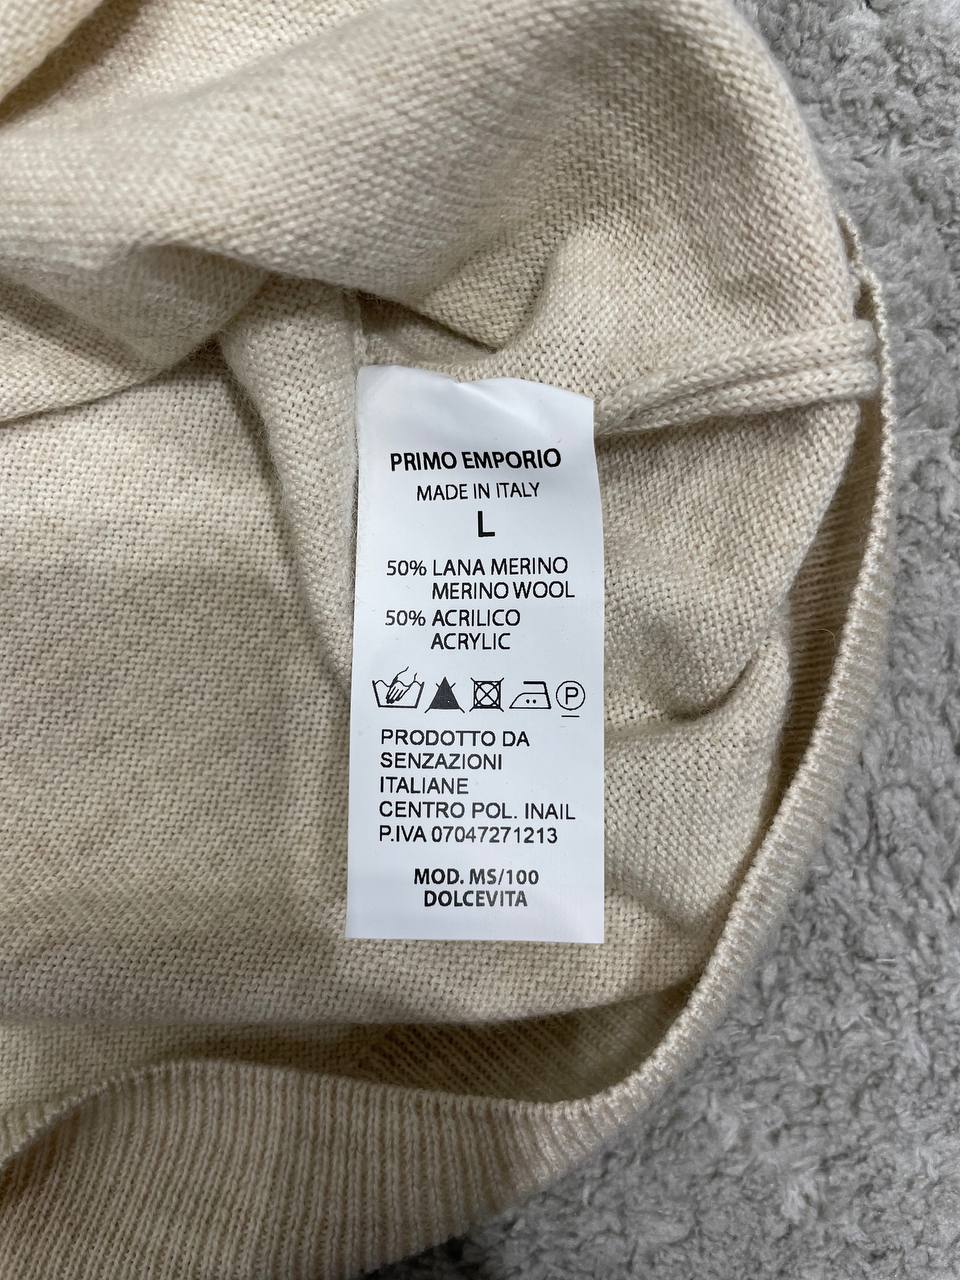 PRIMO EMPORIO
MADE IN ITALY
L
50% LANA MERINO
MERINO WOOL
50% ACRILICO
ACRYLIC
P
PRODOTTO DA
SENZAZIONI
ITALIANE
CENTRO POL. INAIL
P.IVA 07047271213
MOD. MS/100
DOLCEVITA